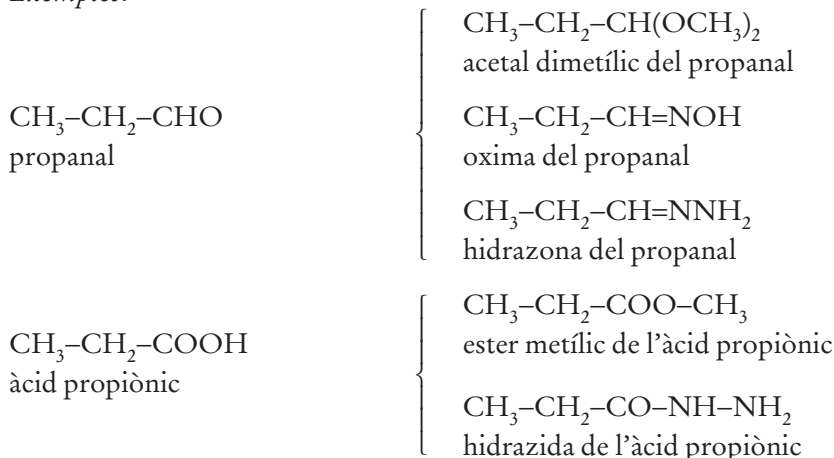 Exemples:
CH₃–CH₂–CHO
propanal
CH₃–CH₂–CH(OCH₃)₂
acetal dimetílic del propanal
CH₃–CH₂–CH=NOH
oxima del propanal
CH₃–CH₂–CH=NNH₂
hidrazona del propanal
CH₃–CH₂–COOH
àcid propiònic
CH₃–CH₂–COO–CH₃
ester metílic de l’àcid propiònic
CH₃–CH₂–CO–NH–NH₂
hidrazida de l’àcid propiònic